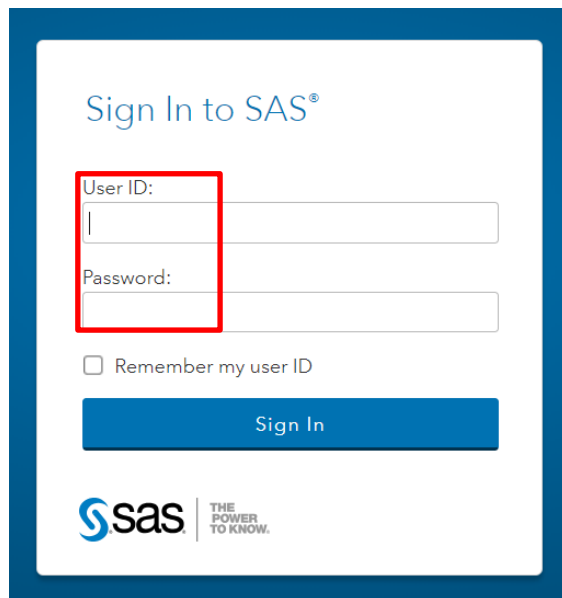 Sign In to SAS®
User ID:
Password:
Remember my user ID
Sign In
sas
THE
POWER
TO KNOW.